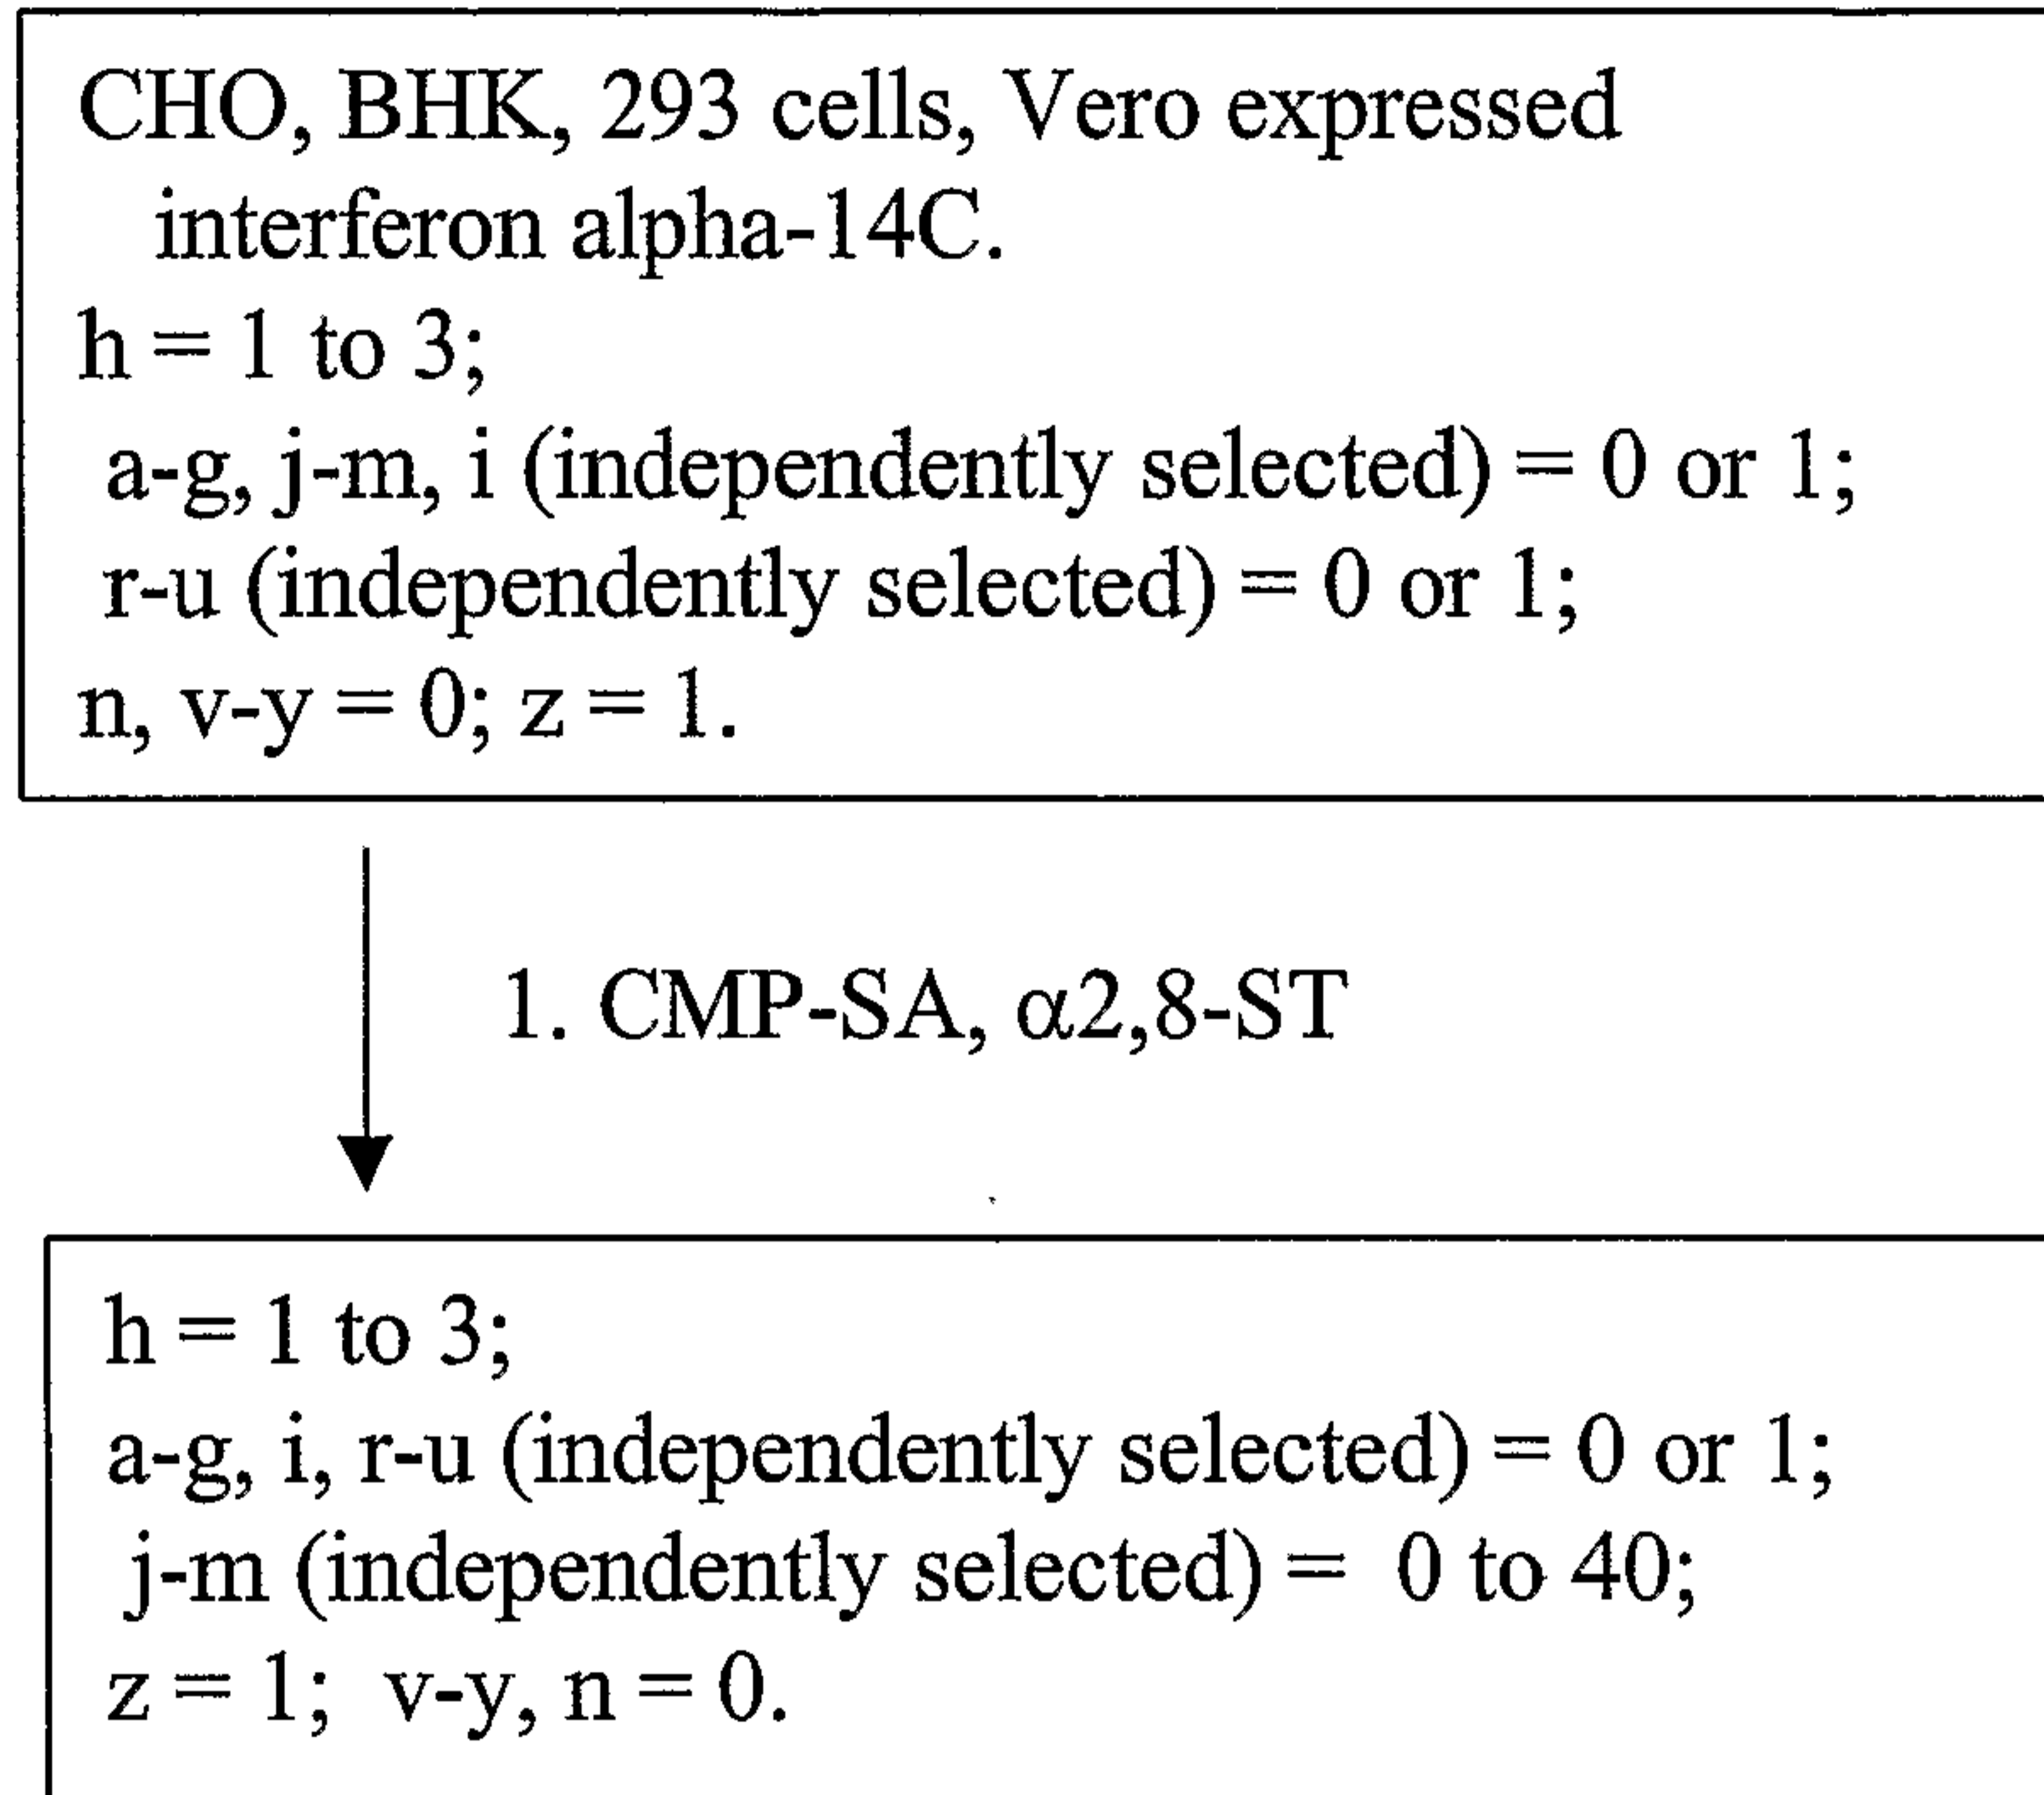 CHO, BHK, 293 cells, Vero expressed
interferon alpha-14C.
h = 1 to 3;
a-g, j-m, i (independently selected) = 0 or 1;
r-u (independently selected) = 0 or 1;
n, v-y = 0; z = 1.
1. CMP-SA, α2,8-ST
h = 1 to 3;
a-g, i, r-u (independently selected) = 0 or 1;
j-m (independently selected) = 0 to 40;
z = 1; v-y, n = 0.